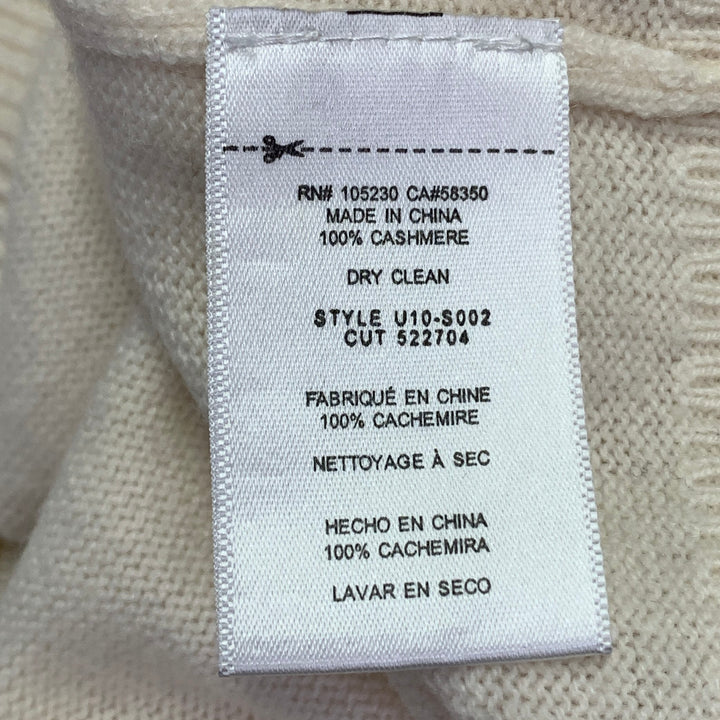 RN# 105230 CA#58350
MADE IN CHINA
100% CASHMERE
DRY CLEAN
STYLE U10-S002
CUT 522704
FABRIQUÉ EN CHINE
100% CACHEMIRE
NETTOYAGE À SEC
HECHO EN CHINA
100% CACHEMIRA
LAVAR EN SECO